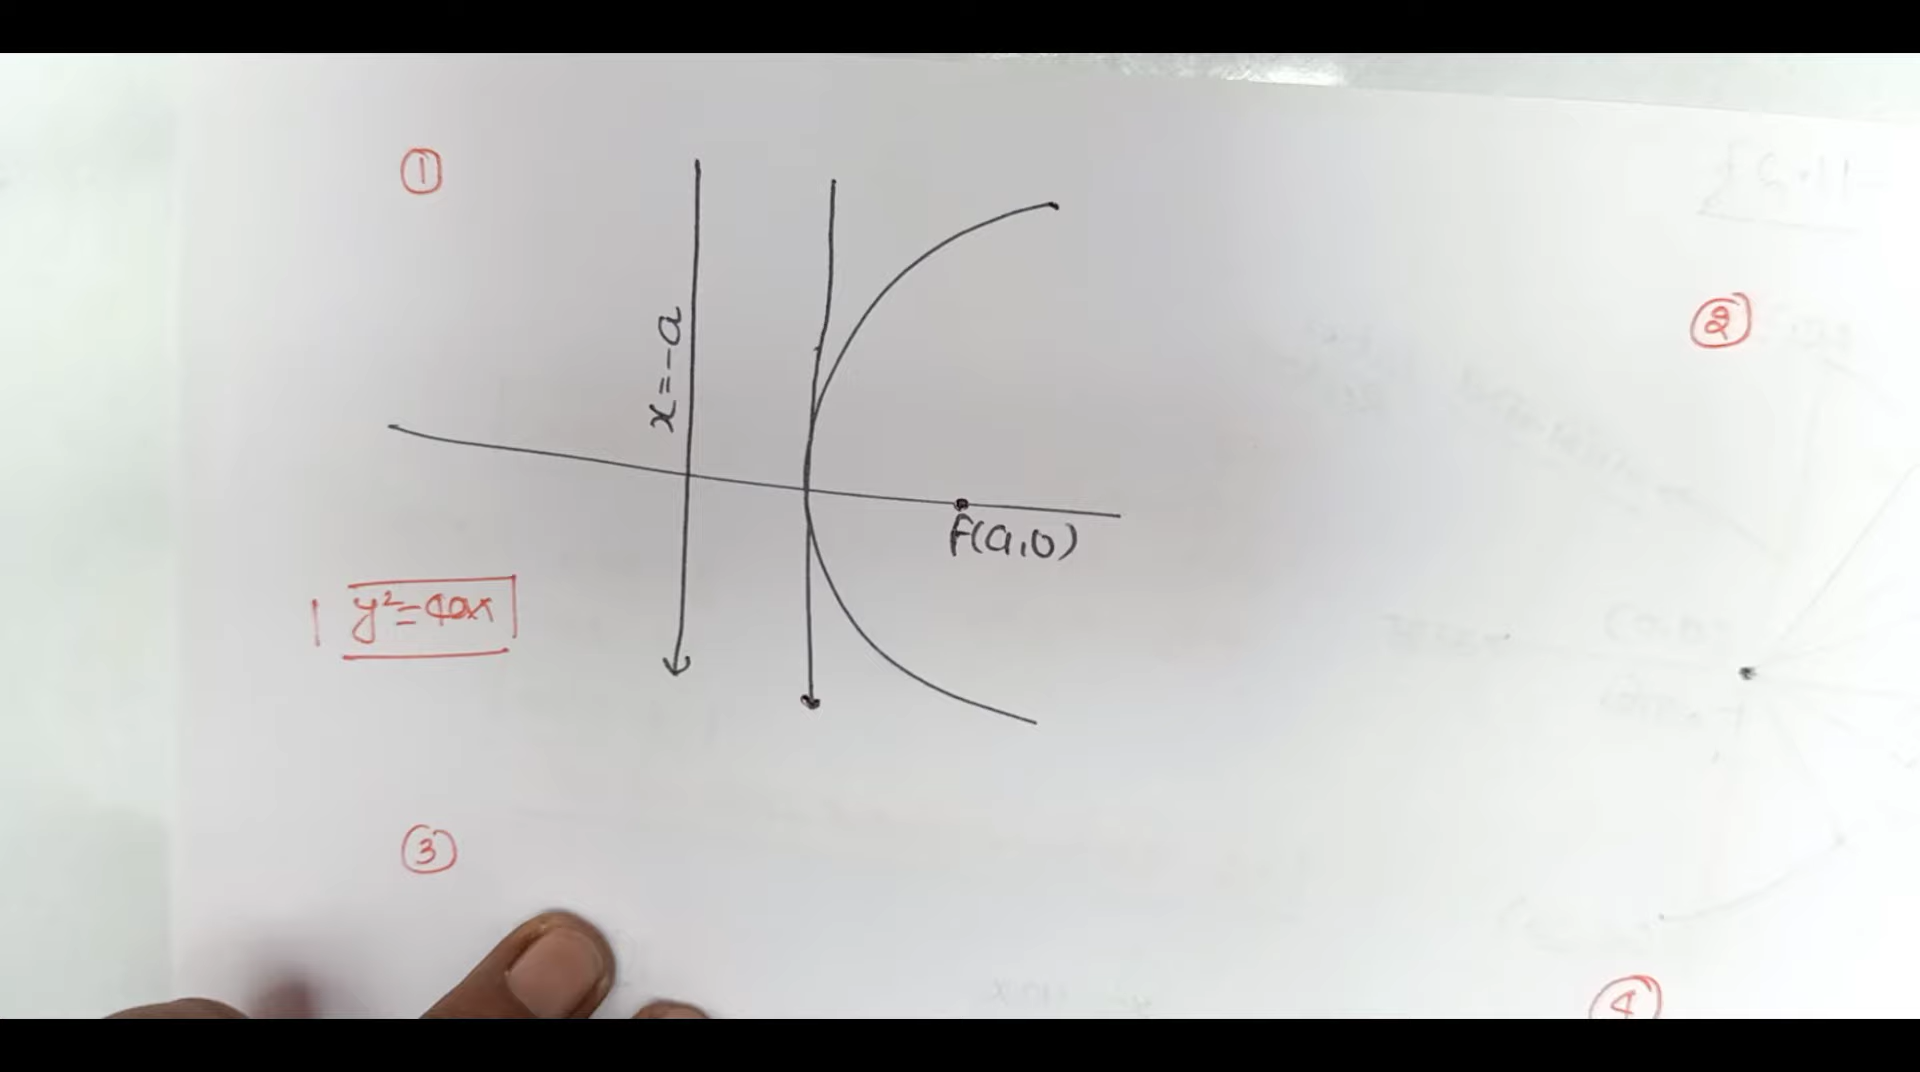 ①
②
x=-a
F(a,0)
y²=4ax
③
④